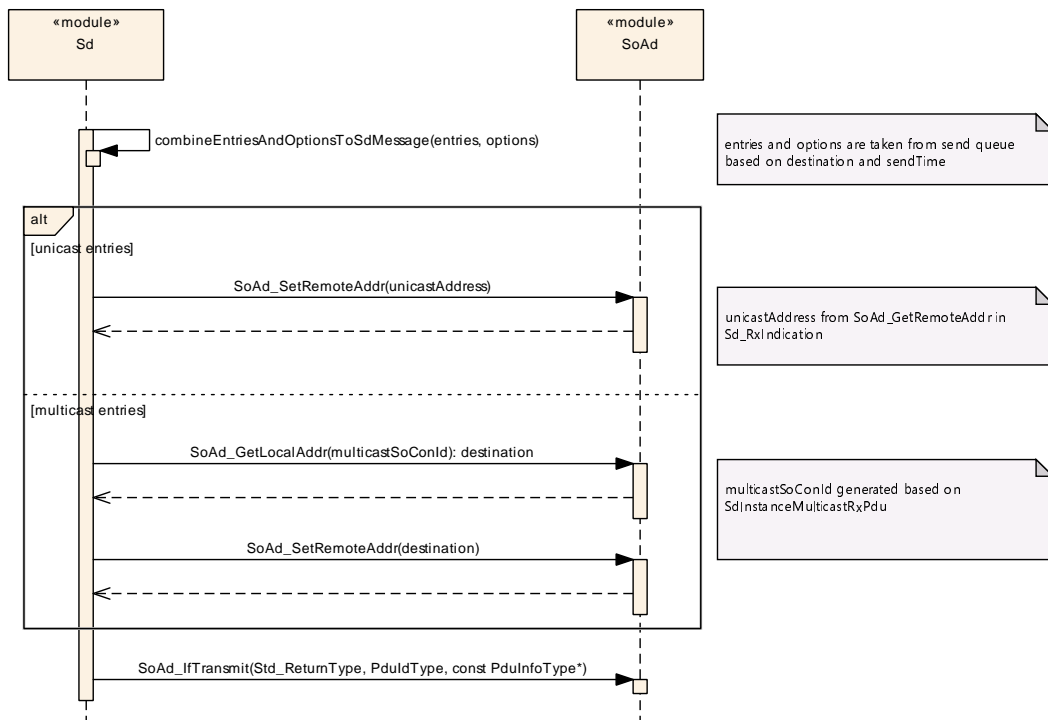 «module»
Sd
«module»
SoAd
combineEntriesAndOptionsToSdMessage(entries, options)
entries and options are taken from send queue
based on destination and sendTime
alt
[unicast entries]
SoAd_SetRemoteAddr(unicastAddress)
unicastAddress from SoAd_GetRemoteAddr in
Sd_RxIndication
[multicast entries]
SoAd_GetLocalAddr(multicastSoConId): destination
multicastSoConId generated based on
SdInstanceMulticastRxPdu
SoAd_SetRemoteAddr(destination)
SoAd_IfTransmit(Std_ReturnType, PduIdType, const PduInfoType*)